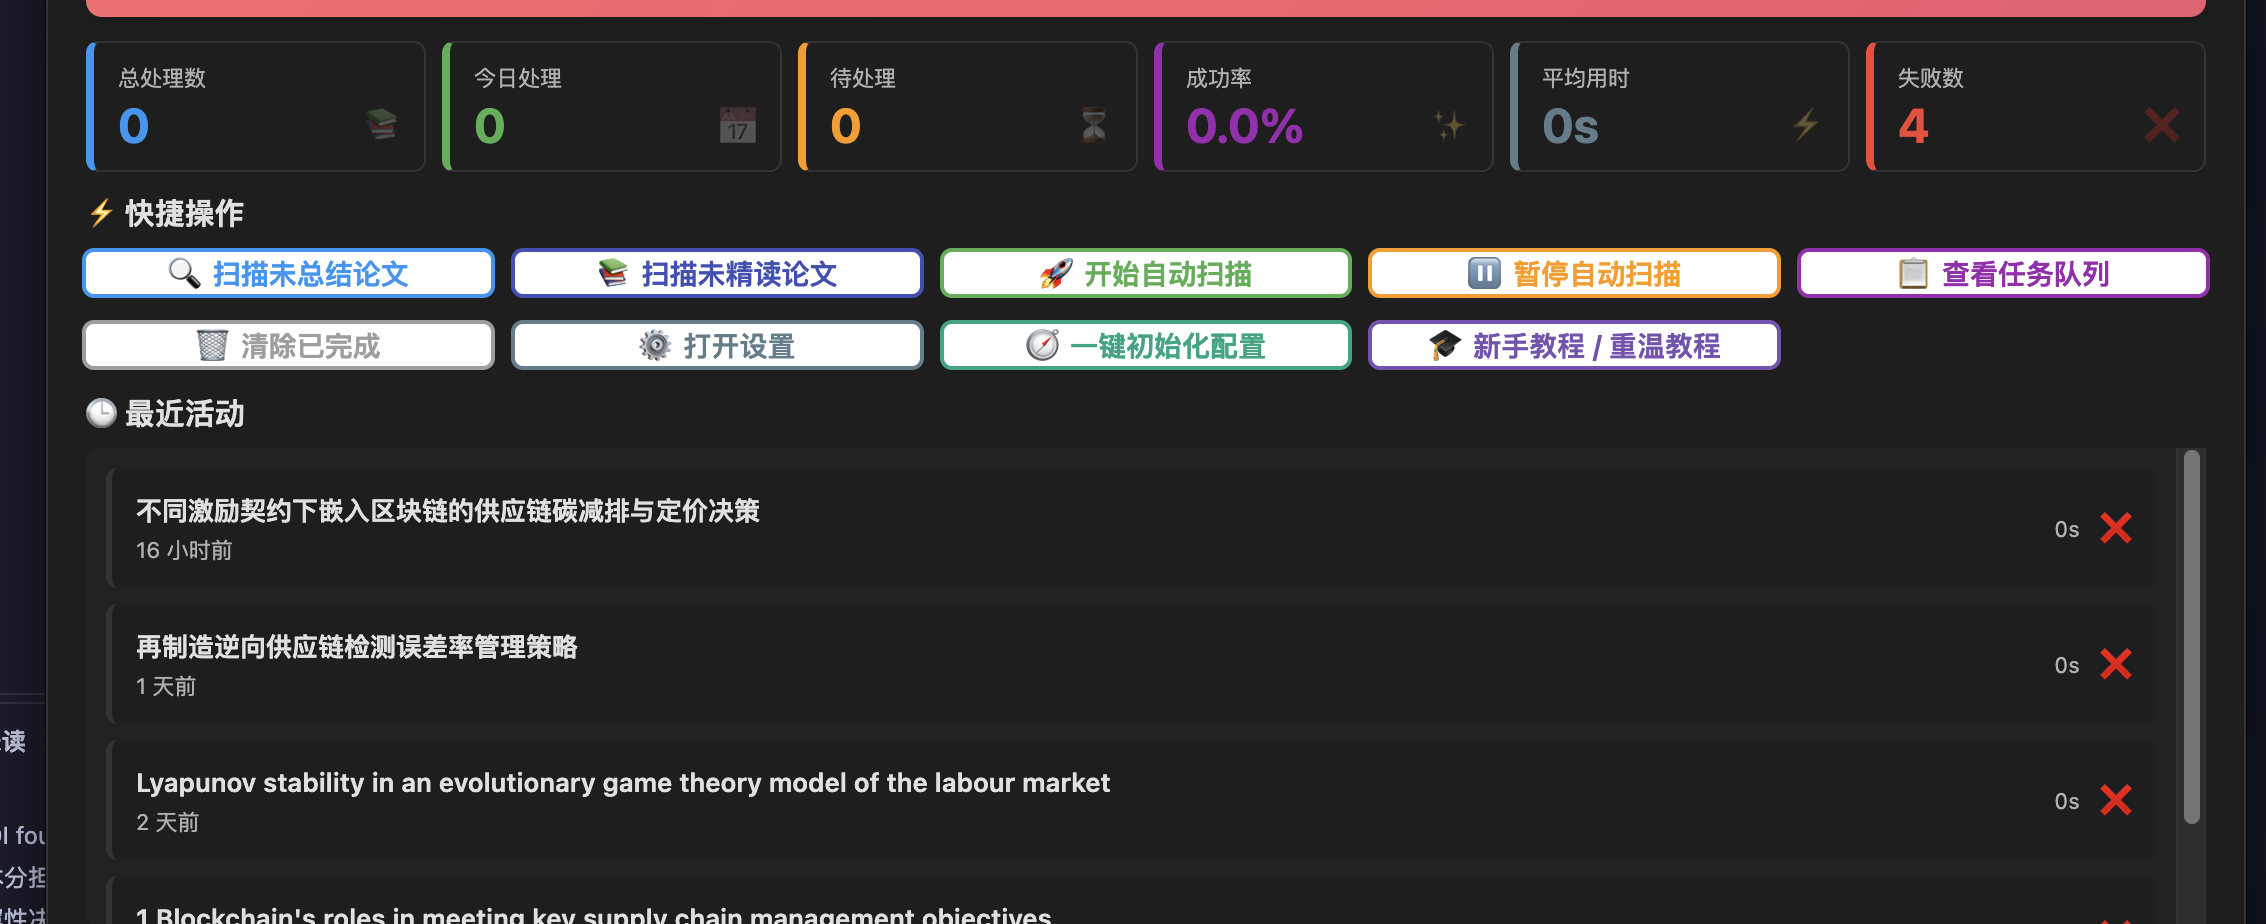 总处理数
0
今日处理
0
17
待处理
0
成功率
0.0%
平均用时
0s
失败数
4
快捷操作
扫描未总结论文
扫描未精读论文
开始自动扫描
暂停自动扫描
查看任务队列
清除已完成
打开设置
一键初始化配置
新手教程 / 重温教程
最近活动
不同激励契约下嵌入区块链的供应链碳减排与定价决策
16 小时前
0s
再制造逆向供应链检测误差率管理策略
1 天前
0s
Lyapunov stability in an evolutionary game theory model of the labour market
2 天前
0s
1 Blockchain's roles in meeting key supply chain management objectives
读
fou
分担
性决